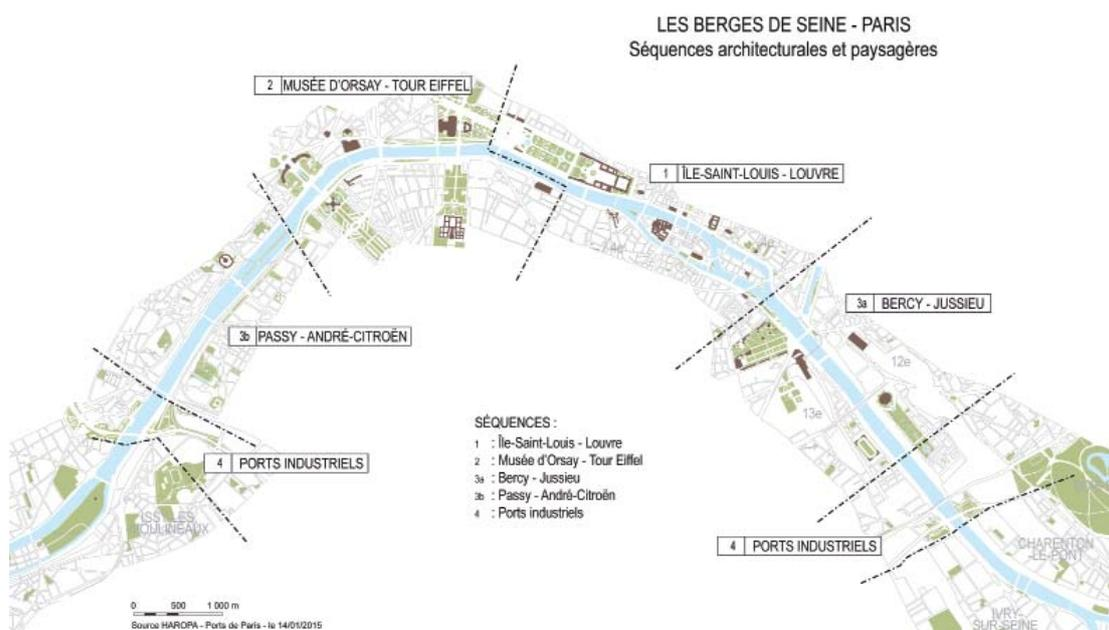 LES BERGES DE SEINE - PARIS
Séquences architecturales et paysagères
2 MUSÉE D'ORSAY - TOUR EIFFEL
1 ÎLE-SAINT-LOUIS - LOUVRE
3a BERCY - JUSSIEU
3b PASSY - ANDRÉ-CITROËN
12e
13e
SÉQUENCES :
1 : Île-Saint-Louis - Louvre
2 : Musée d'Orsay - Tour Eiffel
3a : Bercy - Jussieu
3b : Passy - André-Citroën
4 : Ports industriels
4 PORTS INDUSTRIELS
4 PORTS INDUSTRIELS
CHARENTON
-LE-PONT
IVRY-
SUR-SEINE
0 500 1 000 m
Source HAROPA - Ports de Paris - le 14/01/2015